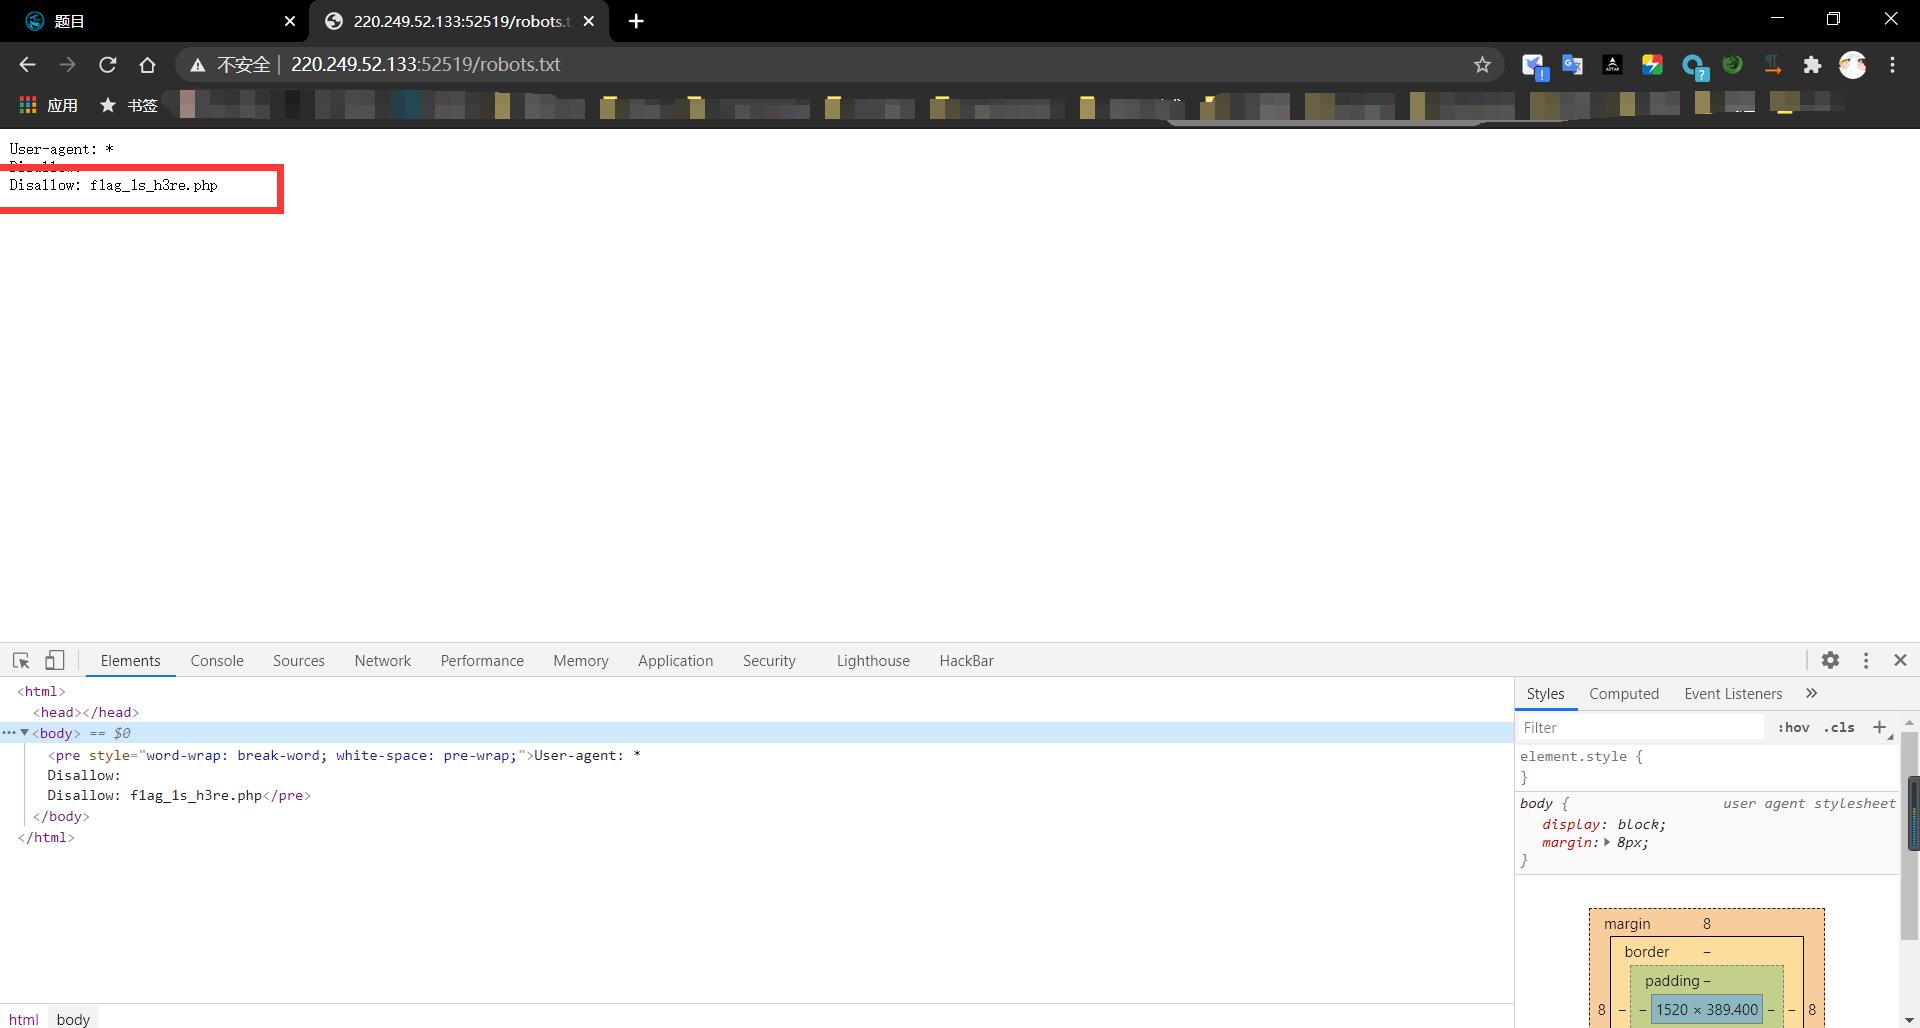 题目
220.249.52.133:52519/robots.t
不安全 | 220.249.52.133:52519/robots.txt
应用 书签
User-agent: *
Disallow:
Disallow: f1ag_1s_h3re.php
Elements Console Sources Network Performance Memory Application Security Lighthouse HackBar
<html>
<head></head>
<body> == $0
<pre style="word-wrap: break-word; white-space: pre-wrap;">User-agent: *
Disallow:
Disallow: f1ag_1s_h3re.php</pre>
</body>
</html>
html body
Styles Computed Event Listeners »
Filter :hov .cls +
element.style {
}
body { user agent stylesheet
display: block;
margin: 8px;
}
margin 8
border –
padding –
8 – – 1520 × 389.400 – – 8